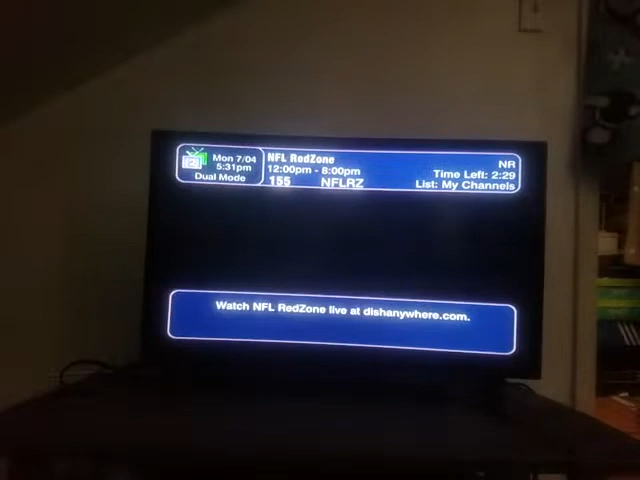 Mon 7/04
5:31pm
Dual Mode
NFL RedZone
12:00pm - 8:00pm
155 NFLRZ
NR
Time Left: 2:29
List: My Channels
Watch NFL RedZone live at dishanywhere.com.